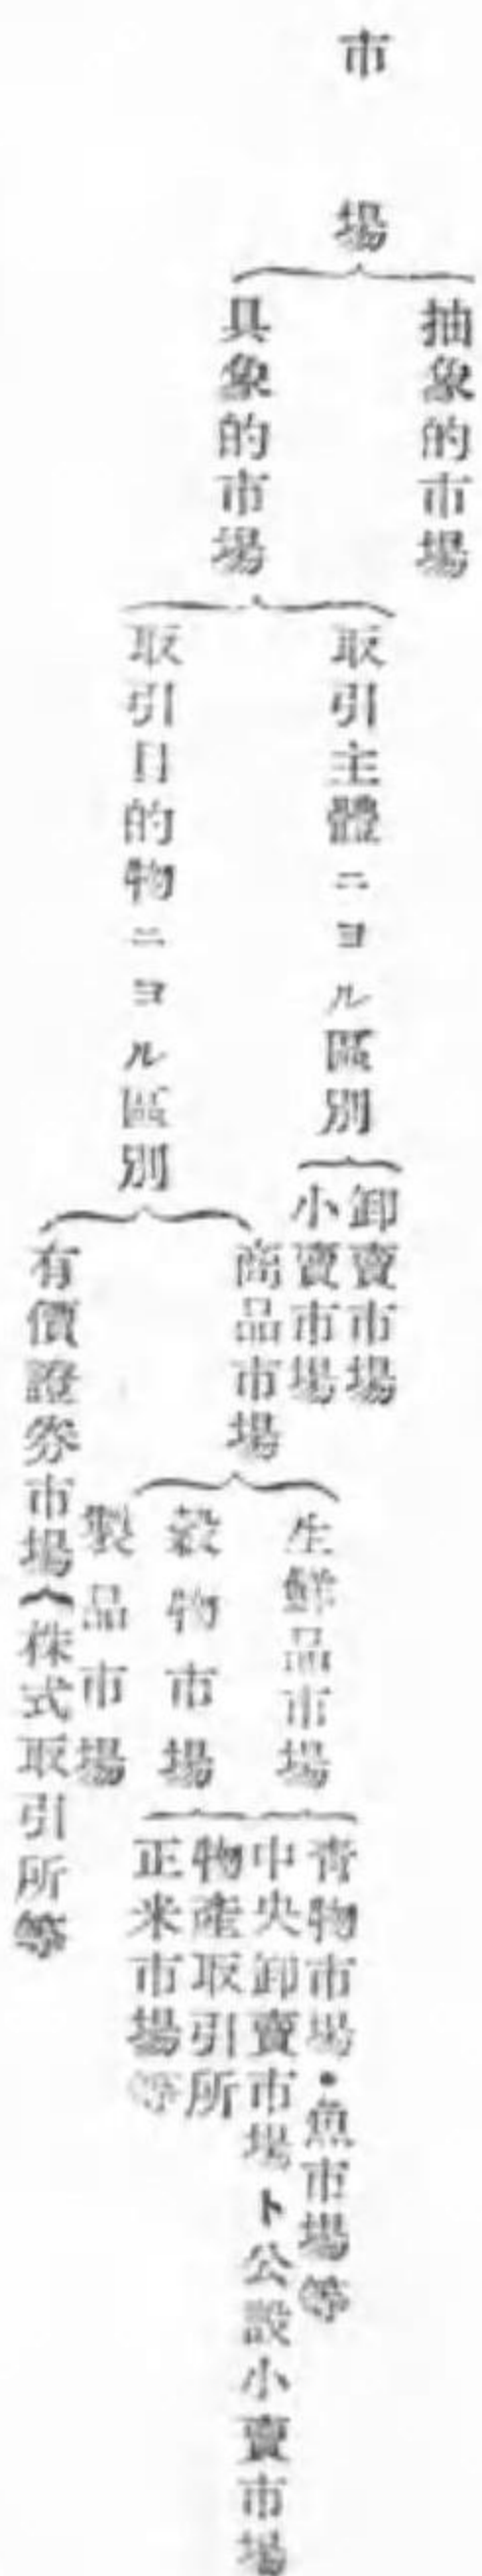 市場
抽象的市場
具象的市場
取引主體ニヨル區別
卸賣市場
小賣市場
取引目的物ニヨル區別
商品市場
生鮮品市場
青物市場・魚市場等
中央卸賣市場ト公設小賣市場
穀物市場
物產取引所
正米市場等
製品市場
有價證券市場
株式取引所等